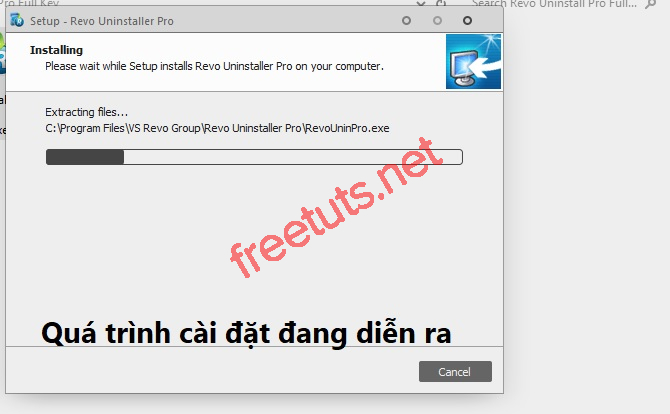 Pro Full Key
Search Revo Uninstall Pro Full...
Setup - Revo Uninstaller Pro
Installing
Please wait while Setup installs Revo Uninstaller Pro on your computer.
Extracting files...
C:\Program Files\VS Revo Group\Revo Uninstaller Pro\RevoUninPro.exe
freetuts.net
Quá trình cài đặt đang diễn ra
Cancel